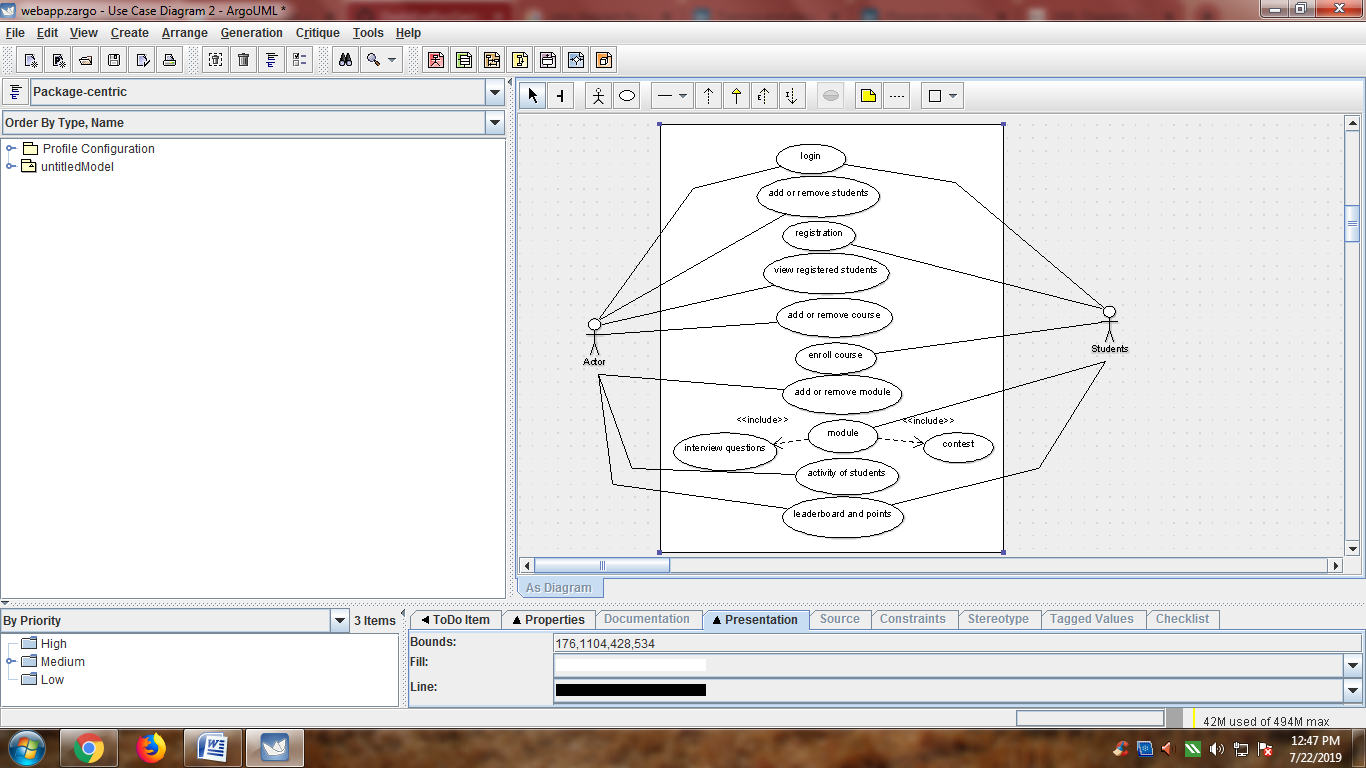 webapp.zargo - Use Case Diagram 2 - ArgoUML *
File Edit View Create Arrange Generation Critique Tools Help
Package-centric
Order By Type, Name
Profile Configuration
untitledModel
login
add or remove students
registration
view registered students
add or remove course
enroll course
add or remove module
<<include>> <<include>>
module
interview questions
contest
activity of students
leaderboard and points
Actor
Students
As Diagram
By Priority 3 Items
High
Medium
Low
ToDo Item Properties Documentation Presentation Source Constraints Stereotype Tagged Values Checklist
Bounds: 176,1104,428,534
Fill:
Line:
42M used of 494M max
12:47 PM
7/22/2019